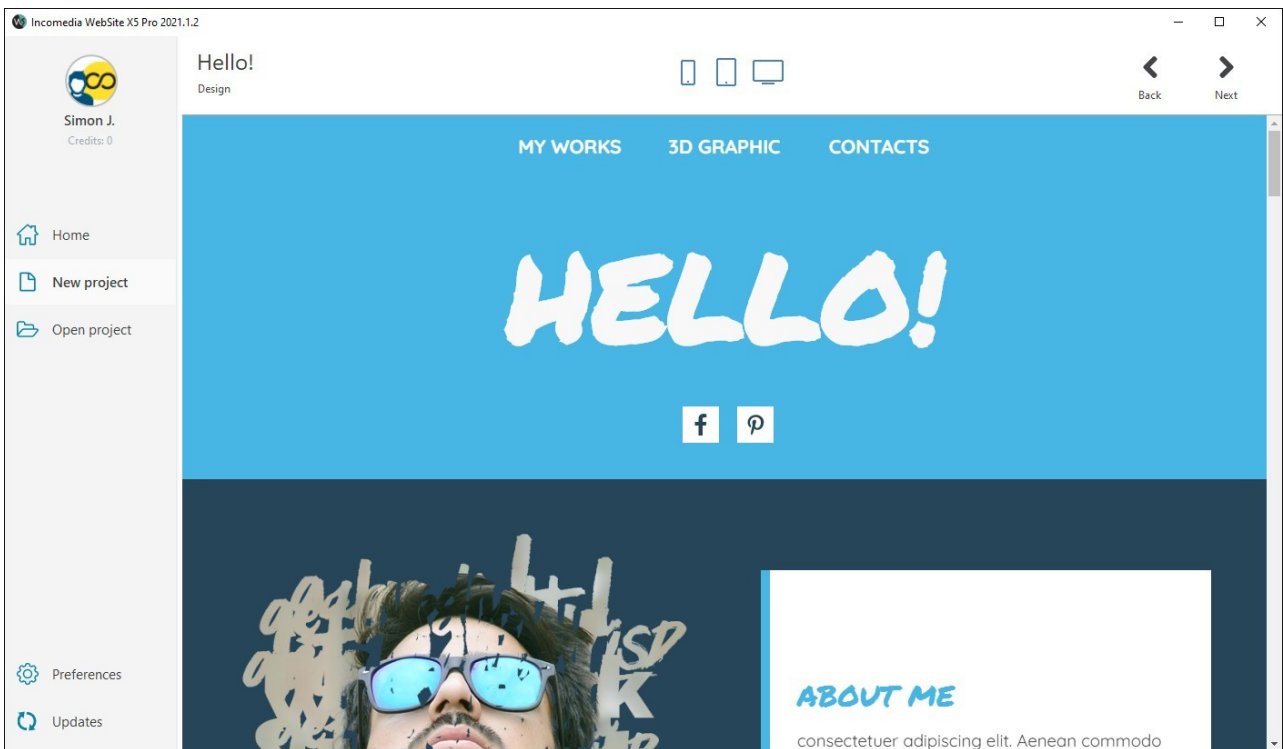 Incomedia WebSite X5 Pro 2021.1.2
Simon J.
Credits: 0
Home
New project
Open project
Preferences
Updates
Hello!
Design
Back
Next
MY WORKS 3D GRAPHIC CONTACTS
HELLO!
ABOUT ME
consectetuer adipiscing elit. Aenean commodo